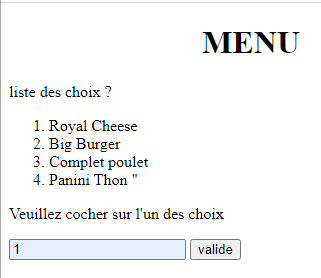 MENU
liste des choix ?
1. Royal Cheese
2. Big Burger
3. Complet poulet
4. Panini Thon "
Veuillez cocher sur l'un des choix
1 valide